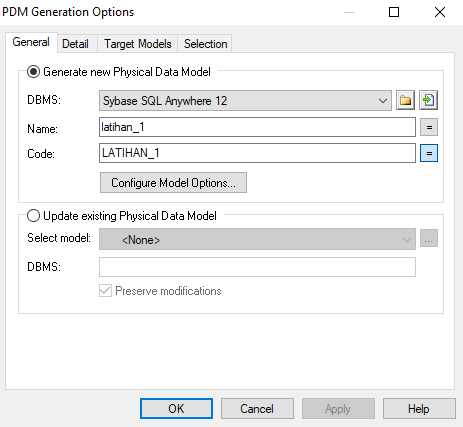 PDM Generation Options
General Detail Target Models Selection
Generate new Physical Data Model
DBMS: Sybase SQL Anywhere 12
Name: latihan_1 =
Code: LATIHAN_1 =
Configure Model Options...
Update existing Physical Data Model
Select model: <None> ...
DBMS:
Preserve modifications
OK Cancel Apply Help